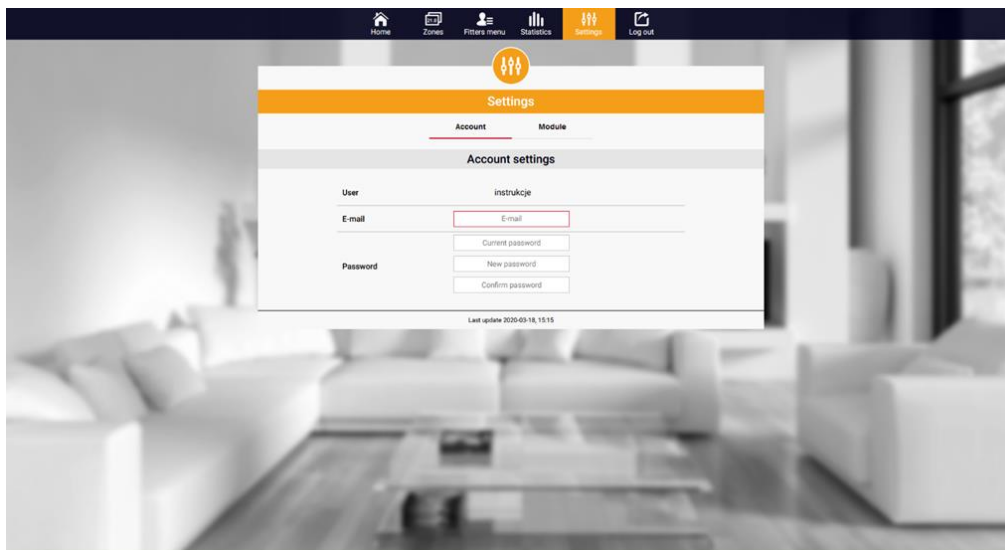 Home Zones Fitters menu Statistics Settings Log out
Settings
Account Module
Account settings
User instrukcje
E-mail E-mail
Current password
Password New password
Confirm password
Last update 2020-03-18, 15:15